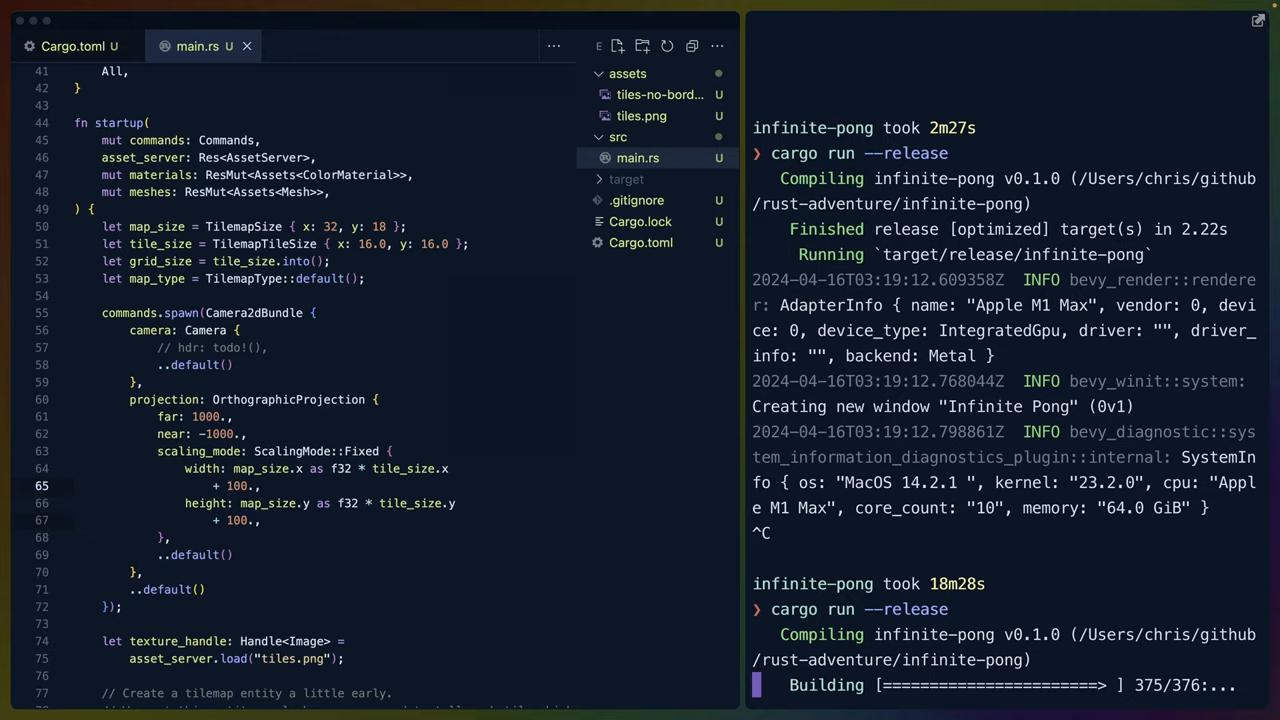 Cargo.toml U
main.rs U
41 All,
42 }
43
44 fn startup(
45 mut commands: Commands,
46 asset_server: Res<AssetServer>,
47 mut materials: ResMut<Assets<ColorMaterial>>,
48 mut meshes: ResMut<Assets<Mesh>>,
49 ) {
50 let map_size = TilemapSize { x: 32, y: 18 };
51 let tile_size = TilemapTileSize { x: 16.0, y: 16.0 };
52 let grid_size = tile_size.into();
53 let map_type = TilemapType::default();
54
55 commands.spawn(Camera2dBundle {
56 camera: Camera {
57 // hdr: todo!(),
58 ..default()
59 },
60 projection: OrthographicProjection {
61 far: 1000.,
62 near: -1000.,
63 scaling_mode: ScalingMode::Fixed {
64 width: map_size.x as f32 * tile_size.x
65 + 100.,
66 height: map_size.y as f32 * tile_size.y
67 + 100.,
68 },
69 ..default()
70 },
71 ..default()
72 });
73
74 let texture_handle: Handle<Image> =
75 asset_server.load("tiles.png");
76
77 // Create a tilemap entity a little early.
E
assets
tiles-no-bord... U
tiles.png U
src
main.rs U
target
.gitignore U
Cargo.lock U
Cargo.toml U
infinite-pong took 2m27s
❯ cargo run --release
Compiling infinite-pong v0.1.0 (/Users/chris/github
/rust-adventure/infinite-pong)
Finished release [optimized] target(s) in 2.22s
Running `target/release/infinite-pong`
2024-04-16T03:19:12.609358Z INFO bevy_render::rendere
r: AdapterInfo { name: "Apple M1 Max", vendor: 0, devi
ce: 0, device_type: IntegratedGpu, driver: "", driver_
info: "", backend: Metal }
2024-04-16T03:19:12.768044Z INFO bevy_winit::system:
Creating new window "Infinite Pong" (0v1)
2024-04-16T03:19:12.798861Z INFO bevy_diagnostic::sys
tem_information_diagnostics_plugin::internal: SystemIn
fo { os: "MacOS 14.2.1 ", kernel: "23.2.0", cpu: "Appl
e M1 Max", core_count: "10", memory: "64.0 GiB" }
^C
infinite-pong took 18m28s
❯ cargo run --release
Compiling infinite-pong v0.1.0 (/Users/chris/github
/rust-adventure/infinite-pong)
Building [=======================> ] 375/376:...